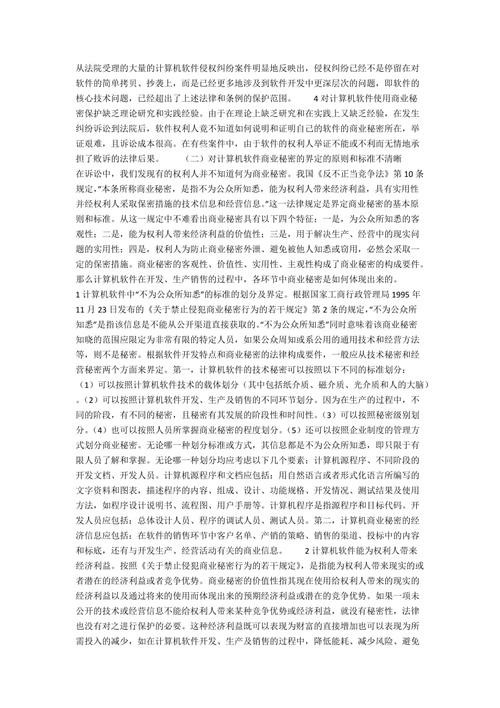 从法院受理的大量的计算机软件侵权纠纷案件明显地反映出，侵权纠纷已经不是停留在对
软件的简单拷贝、抄袭上，而是已经更多地涉及到软件开发中更深层次的问题，即软件的
核心技术问题，已经超出了上述法律和条例的保护范围。 4 对计算机软件使用商业秘
密保护缺乏理论研究和实践经验。由于在理论上缺乏研究和在实践上又缺乏经验，在发生
纠纷诉讼到法院后，软件权利人竟不知道如何说明和证明自己的软件的商业秘密所在，举
证艰难，且诉讼成本很高。在有些案件中，由于软件的权利人举证不能或不利而无情地承
担了败诉的法律后果。 （二）对计算机软件商业秘密的界定的原则和标准不清晰
在诉讼中，我们发现有的权利人并不知道何为商业秘密。我国《反不正当竞争法》第 10 条
规定，“本条所称商业秘密，是指不为公众所知悉，能为权利人带来经济利益，具有实用性
并经权利人采取保密措施的技术信息和经营信息。”这一法律规定是界定商业秘密的基本原
则和标准。从这一规定中不难看出商业秘密具有以下四个特征：一是，为公众所知悉的客
观性；二是，能为权利人带来经济利益的价值性；三是，用于解决生产、经营中的现实问
题的实用性；四是，权利人为防止商业秘密外泄、避免被他人知悉或窃用，必然会采取一
定的保密措施。商业秘密的客观性、价值性、实用性、主观性构成了商业秘密的构成要件。
那么计算机软件在开发、生产销售的过程中，各环节中商业秘密是如何体现出来的。
1 计算机软件中“不为公众所知悉”的标准的划分及界定。根据国家工商行政管理局 1995 年
11 月 23 日发布的《关于禁止侵犯商业秘密行为的若干规定》第 2 条的规定，“不为公众所
知悉”是指该信息是不能从公开渠道直接获取的。“不为公众所知悉”同时意味着该商业秘密
知晓的范围应限定为非常有限的特定人员，如果公众周知或系公用的通用技术和经营方法
等，则不是秘密。根据软件开发特点和商业秘密的法律构成要件，一般应从技术秘密和经
营秘密两个方面来界定。第一，计算机软件的技术秘密可以按照以下不同的标准划分：
（1）可以按照计算机软件技术的载体划分（其中包括纸介质、磁介质、光介质和人的大脑）
。（2）可以按照计算机软件开发、生产及销售的不同环节划分。因为在生产的过程中，不
同的阶段，有不同的秘密，且秘密有其发展的阶段性和时间性。（3）可以按照秘密级别划
分。（4）也可以按照人员所掌握商业秘密的程度划分。（5）还可以按照企业制度的管理方
式划分商业秘密。无论哪一种划分标准或方式，其信息都是不为公众所知悉，即只限于有
限人员了解和掌握。无论哪一种划分均应考虑以下几个要素：计算机源程序、不同阶段的
开发文档、开发人员。计算机源程序和文档应包括：用自然语言或者形式化语言所编写的
文字资料和图表，描述程序的内容、组成、设计、功能规格、开发情况、测试结果及使用
方法，如程序设计说明书、流程图、用户手册等。计算机程序是指源程序和目标代码。开
发人员应包括：总体设计人员、程序的调试人员、测试人员。第二，计算机商业秘密的经
济信息应包括：在软件的销售环节中客户名单、产销的策略、销售的渠道、投标中的内容
和标底，还有与开发生产、经营活动有关的商业信息。 2 计算机软件能为权利人带来
经济利益。按照《关于禁止侵犯商业秘密行为的若干规定》，是指能为权利人带来现实的或
者潜在的经济利益或者竞争优势。商业秘密的价值性指其现在使用给权利人带来的现实的
经济利益以及通过将来的使用而体现出来的预期经济利益或潜在的竞争优势。如果一项未
公开的技术或经营信息不能给权利人带来某种竞争优势或经济利益，就没有秘密性，法律
也没有对之进行保护的必要。这种经济利益既可以表现为财富的直接增加也可以表现为所
需投入的减少，如在计算机软件开发、生产及销售的过程中，降低能耗、减少风险、避免